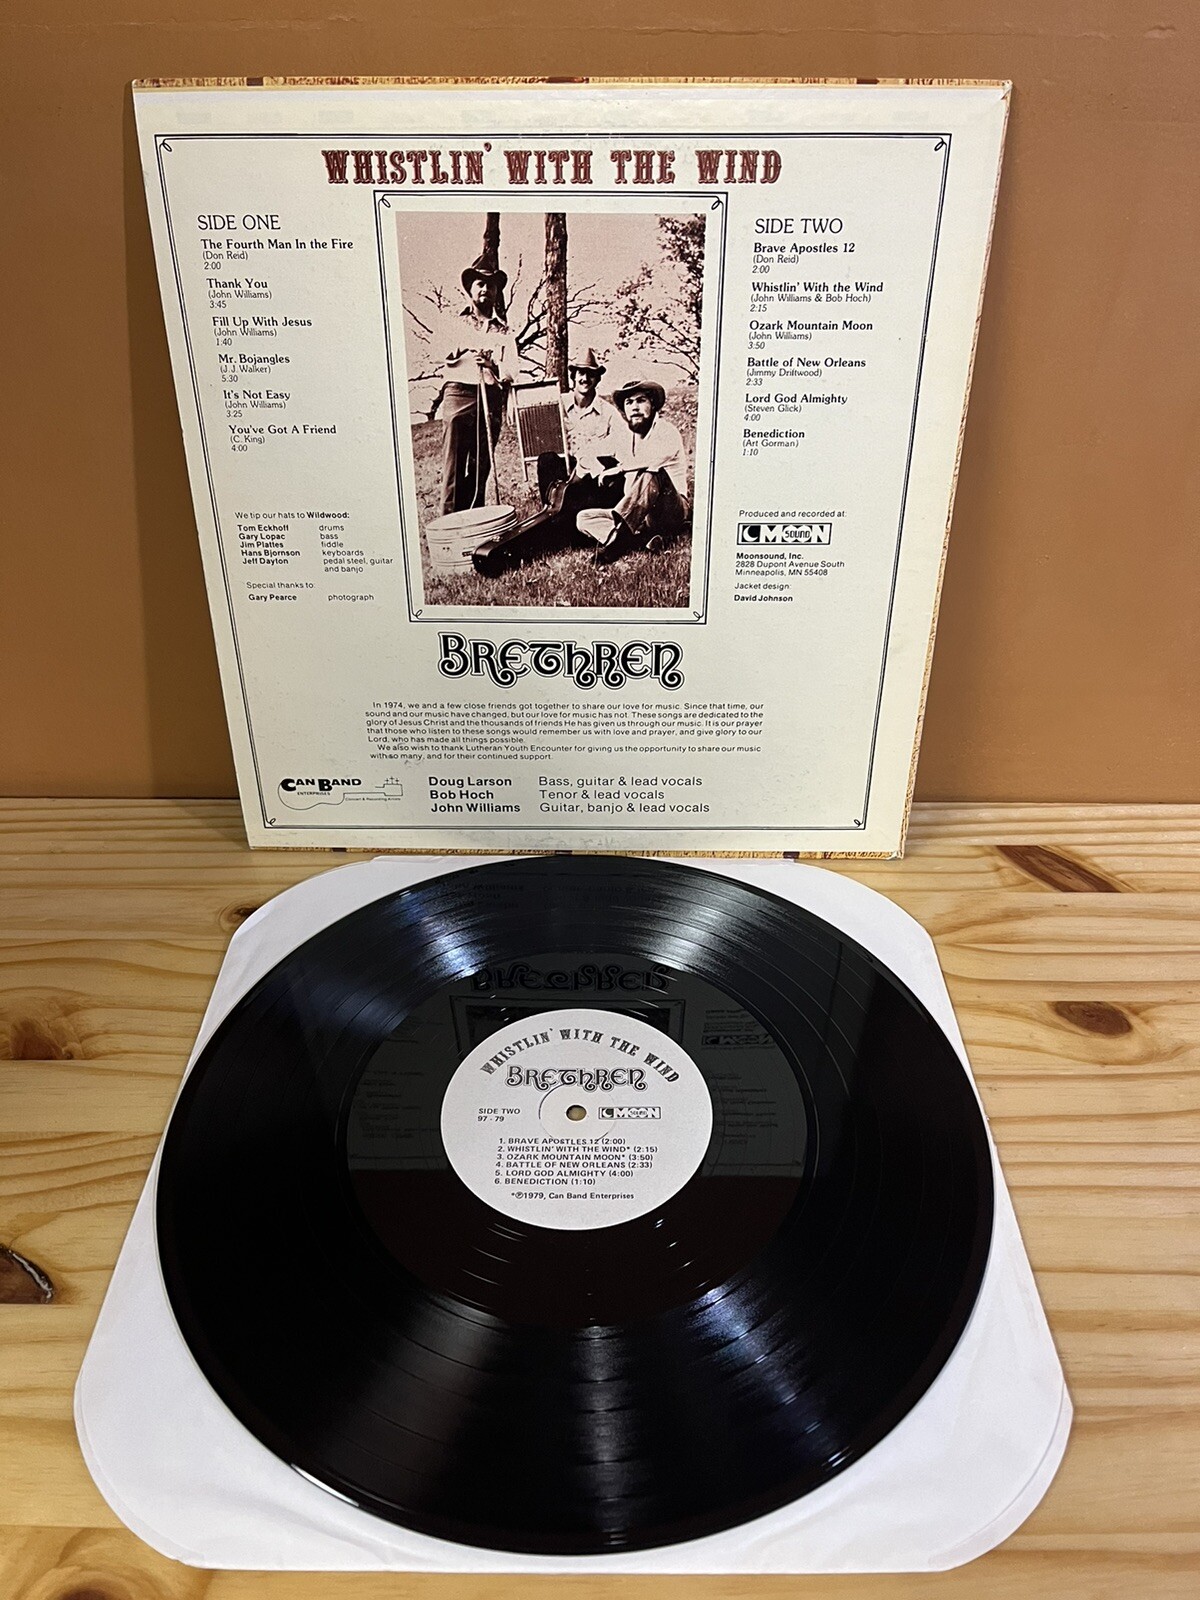 WHISTLIN' WITH THE WIND
SIDE ONE
The Fourth Man In the Fire
(Don Reid)
2:00
Thank You
(John Williams)
3:45
Fill Up With Jesus
(John Williams)
1:40
Mr. Bojangles
(J.J. Walker)
5:30
It's Not Easy
(John Williams)
3:25
You've Got A Friend
(C. King)
4:00
SIDE TWO
Brave Apostles 12
(Don Reid)
2:00
Whistlin' With the Wind
(John Williams & Bob Hoch)
2:15
Ozark Mountain Moon
(John Williams)
3:50
Battle of New Orleans
(Jimmy Driftwood)
2:33
Lord God Almighty
(Steven Glick)
4:00
Benediction
(Art Gorman)
1:10
We tip our hats to Wildwood:
Tom Eckhoff drums
Gary Lopac bass
Jim Plattes fiddle
Hans Bjornson keyboards
Jeff Dayton pedal steel, guitar
and banjo
Special thanks to:
Gary Pearce photograph
Produced and recorded at:
MOON SOUND
Moonsound, Inc.
2828 Dupont Avenue South
Minneapolis, MN 55408
Jacket design:
David Johnson
BREThREN
In 1974, we and a few close friends got together to share our love for music. Since that time, our
sound and our music have changed, but our love for music has not. These songs are dedicated to the
glory of Jesus Christ and the thousands of friends He has given us through our music. It is our prayer
that those who listen to these songs would remember us with love and prayer, and give glory to our
Lord, who has made all things possible.
We also wish to thank Lutheran Youth Encounter for giving us the opportunity to share our music
with so many, and for their continued support.
CAN BAND
ENTERPRISES
Concert & Recording Artists
Doug Larson Bass, guitar & lead vocals
Bob Hoch Tenor & lead vocals
John Williams Guitar, banjo & lead vocals
WHISTLIN' WITH THE WIND
BREThREN
SIDE TWO
97 - 79
MOON SOUND
1. BRAVE APOSTLES 12 (2:00)
2. WHISTLIN' WITH THE WIND* (2:15)
3. OZARK MOUNTAIN MOON* (3:50)
4. BATTLE OF NEW ORLEANS (2:33)
5. LORD GOD ALMIGHTY (4:00)
6. BENEDICTION (1:10)
*℗1979, Can Band Enterprises